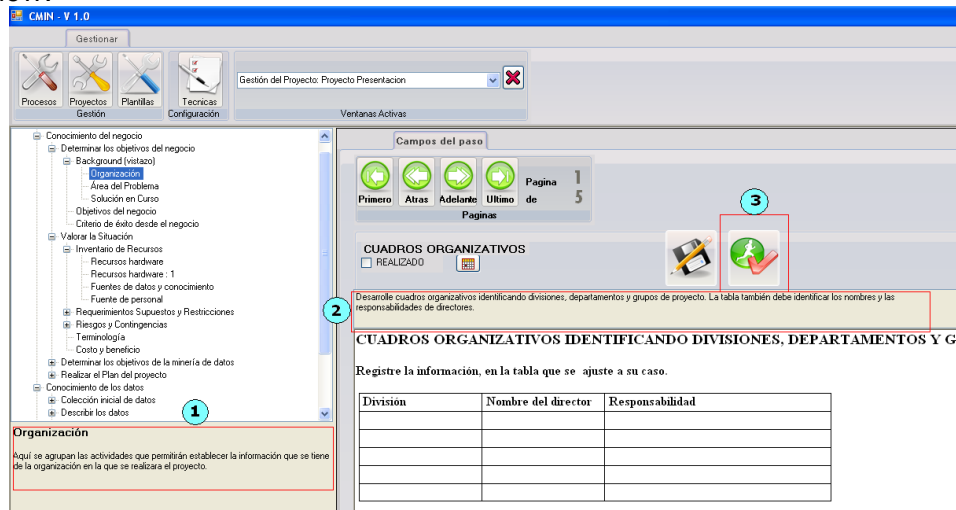 CMIN - V 1.0
Gestionar
Procesos Proyectos Plantillas
Gestión
Tecnicas
Configuración
Gestión del Proyecto: Proyecto Presentacion
Ventanas Activas
Conocimiento del negocio
Determinar los objetivos del negocio
Background (vistazo)
Organización
Área del Problema
Solución en Curso
Objetivos del negocio
Criterio de éxito desde el negocio
Valorar la Situación
Inventario de Recursos
Recursos hardware
Recursos hardware : 1
Fuentes de datos y conocimiento
Fuente de personal
Requerimientos Supuestos y Restricciones
Riesgos y Contingencias
Terminología
Costo y beneficio
Determinar los objetivos de la minería de datos
Realizar el Plan del proyecto
Conocimiento de los datos
Colección inicial de datos
Describir los datos
1
Organización
Aquí se agrupan las actividades que permitirán establecer la información que se tiene
de la organización en la que se realizara el proyecto.
Campos del paso
Primero Atras Adelante Ultimo
Pagina 1
de 5
Paginas
3
CUADROS ORGANIZATIVOS
REALIZADO
2
Desarrolle cuadros organizativos identificando divisiones, departamentos y grupos de proyecto. La tabla también debe identificar los nombres y las
responsabilidades de directores.
CUADROS ORGANIZATIVOS IDENTIFICANDO DIVISIONES, DEPARTAMENTOS Y G
Registre la información, en la tabla que se ajuste a su caso.
División Nombre del director Responsabilidad